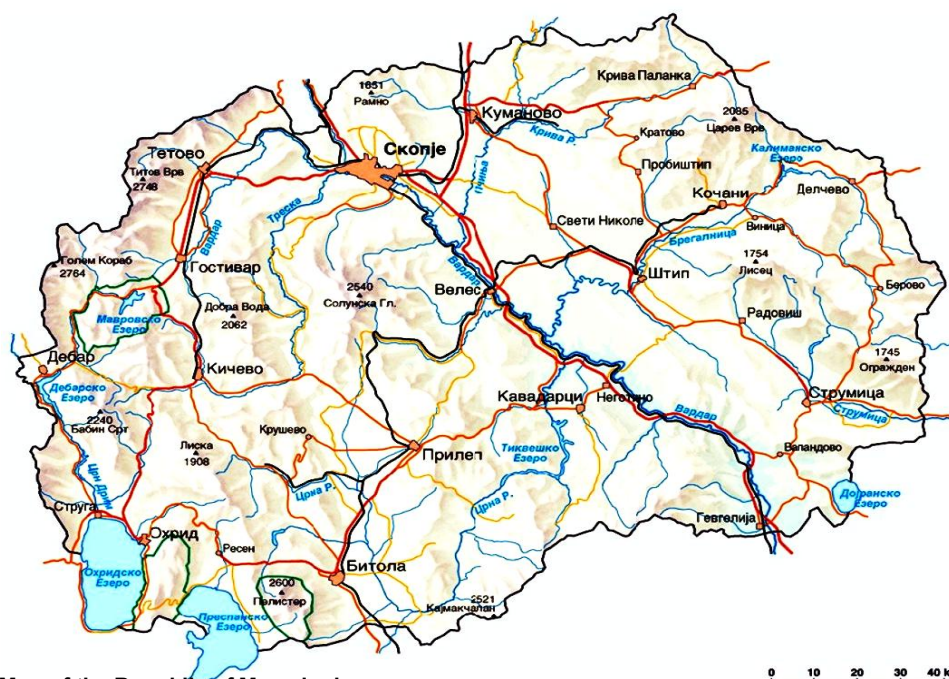 Крива Паланка
1651
Рамно
Куманово
2085
Царев Врв
Крива Р.
Кратово
Калиманско
Езеро
Скопје
Тетово
Титов Врв
2748
Пчиња
Пробиштип
Делчево
Кочани
Треска
Вардар
Свети Николе
Виница
Брегалница
Голем Кораб
2764
Гостивар
Вардар
1754
Лисец
Штип
2540
Солунска Гл.
Велес
Берово
Добра Вода
2062
Мавровско
Езеро
Радовиш
Дебар
Кичево
1745
Огражден
Дебарско
Езеро
2240
Бабин Срт
Кавадарци
Неготино
Вардар
Струмица
Струмица
Крушево
Лиска
1908
Прилеп
Тиквешко
Езеро
Валандово
Црн Дрим
Црна Р.
Црна Р.
Дојранско
Езеро
Струга
Гевгелија
Охрид
Ресен
Охридско
Езеро
Битола
2600
Пелистер
2521
Кајмакчалан
Преспанско
Езеро
0 10 20 30 40